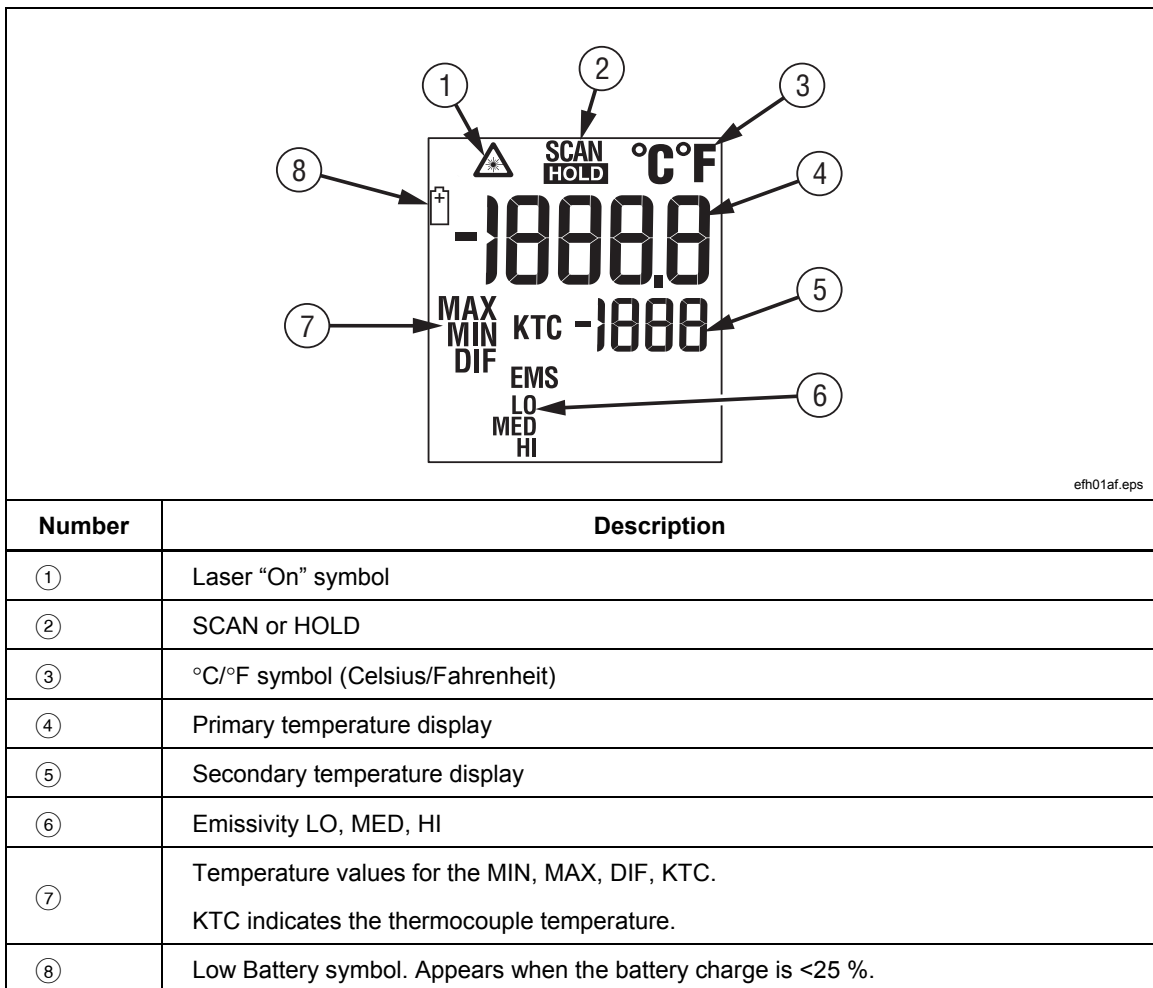 1
2
3
8
SCAN
HOLD
°C°F
4
+
-1888.8
5
7
MAX
MIN
DIF
KTC -1888
EMS
LO
MED
HI
6
efh01af.eps
Number Description
① Laser “On” symbol
② SCAN or HOLD
③ °C/°F symbol (Celsius/Fahrenheit)
④ Primary temperature display
⑤ Secondary temperature display
⑥ Emissivity LO, MED, HI
⑦ Temperature values for the MIN, MAX, DIF, KTC.
KTC indicates the thermocouple temperature.
⑧ Low Battery symbol. Appears when the battery charge is <25 %.